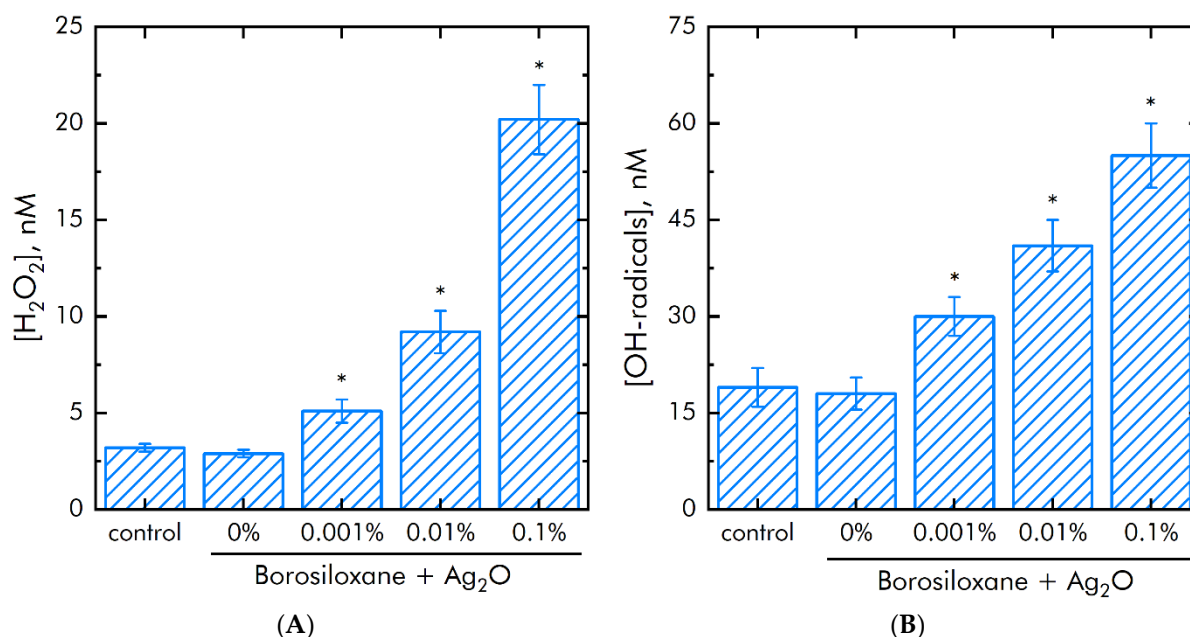 25
20
15
10
5
0
[H₂O₂], nM
*
*
*
control 0% 0.001% 0.01% 0.1%
Borosiloxane + Ag₂O
(A)
75
60
45
30
15
0
[OH-radicals], nM
*
*
*
control 0% 0.001% 0.01% 0.1%
Borosiloxane + Ag₂O
(B)